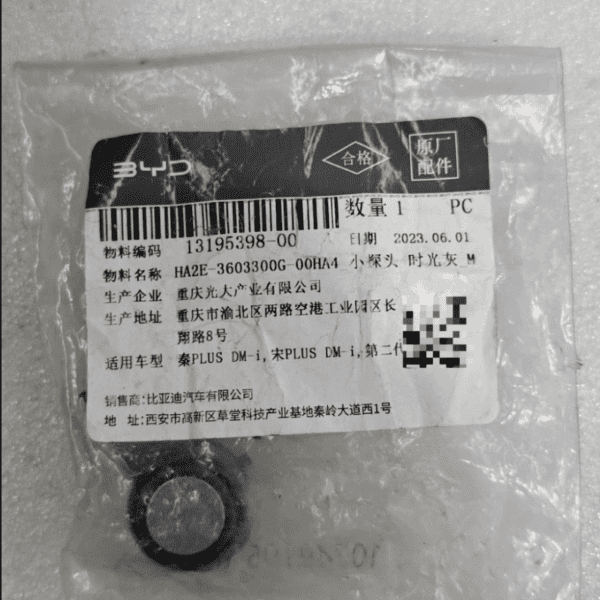 BYD
合格
原厂
配件
数量 1 PC
物料编码 13195398-00
日期 2023.06.01
物料名称 HA2E-3603300G-00HA4 小探头 时光灰_M
生产企业 重庆光大产业有限公司
生产地址 重庆市渝北区两路空港工业园区长
翔路8号
适用车型 秦PLUS DM-i,宋PLUS DM-i,第二代
销售商:比亚迪汽车有限公司
地 址:西安市高新区草堂科技产业基地秦岭大道西1号